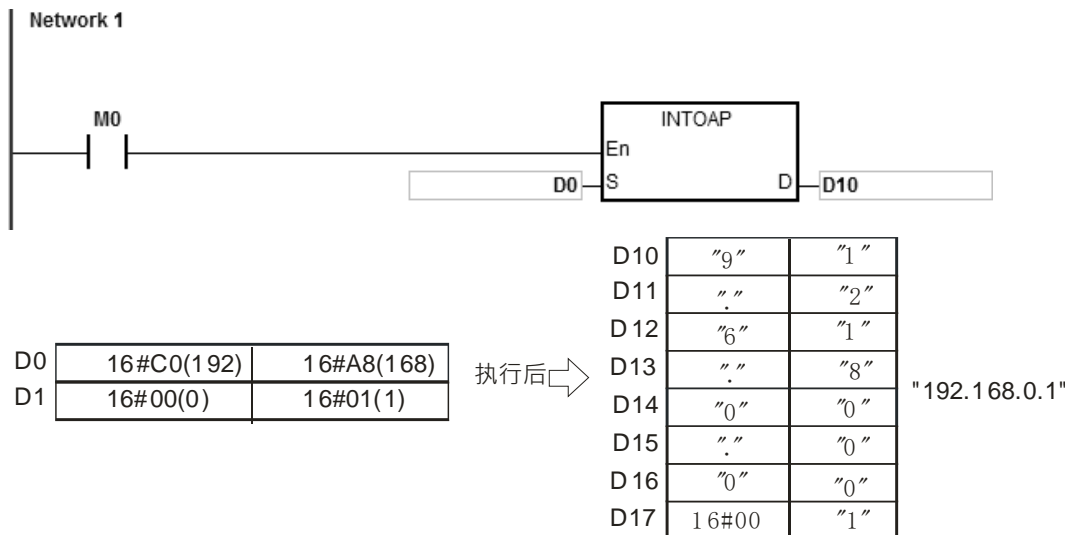 Network 1
M0
INTOAP
En
D0 S D D10
D10 "9" "1"
D11 "." "2"
D12 "6" "1"
D13 "." "8"
D14 "0" "0"
D15 "." "0"
D16 "0" "0"
D17 16#00 "1"
D0 16#C0(192) 16#A8(168)
D1 16#00(0) 16#01(1)
执行后
"192.168.0.1"